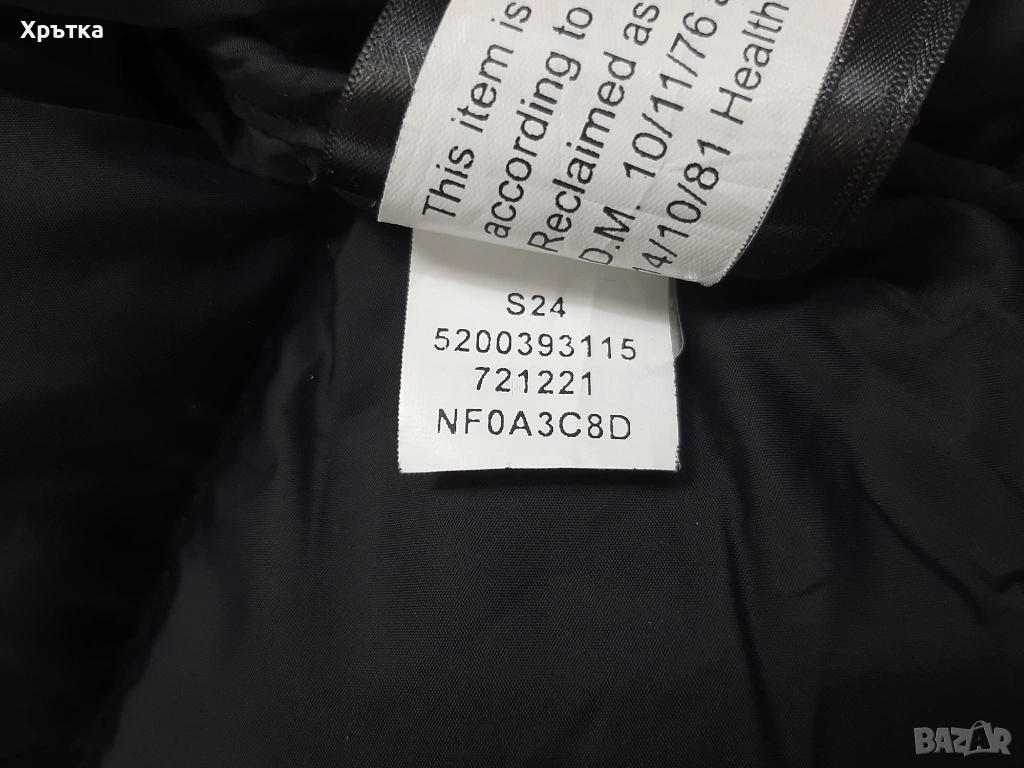 Хрътка
This item is
according to
Reclaimed as
D.M. 10/11/76
14/10/81 Health
S24
5200393115
721221
NF0A3C8D
BAZAR